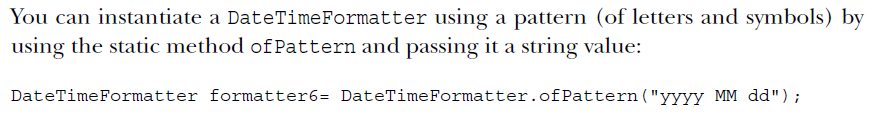 You can instantiate a DateTimeFormatter using a pattern (of letters and symbols) by
using the static method ofPattern and passing it a string value:
DateTimeFormatter formatter6= DateTimeFormatter.ofPattern("yyyy MM dd");